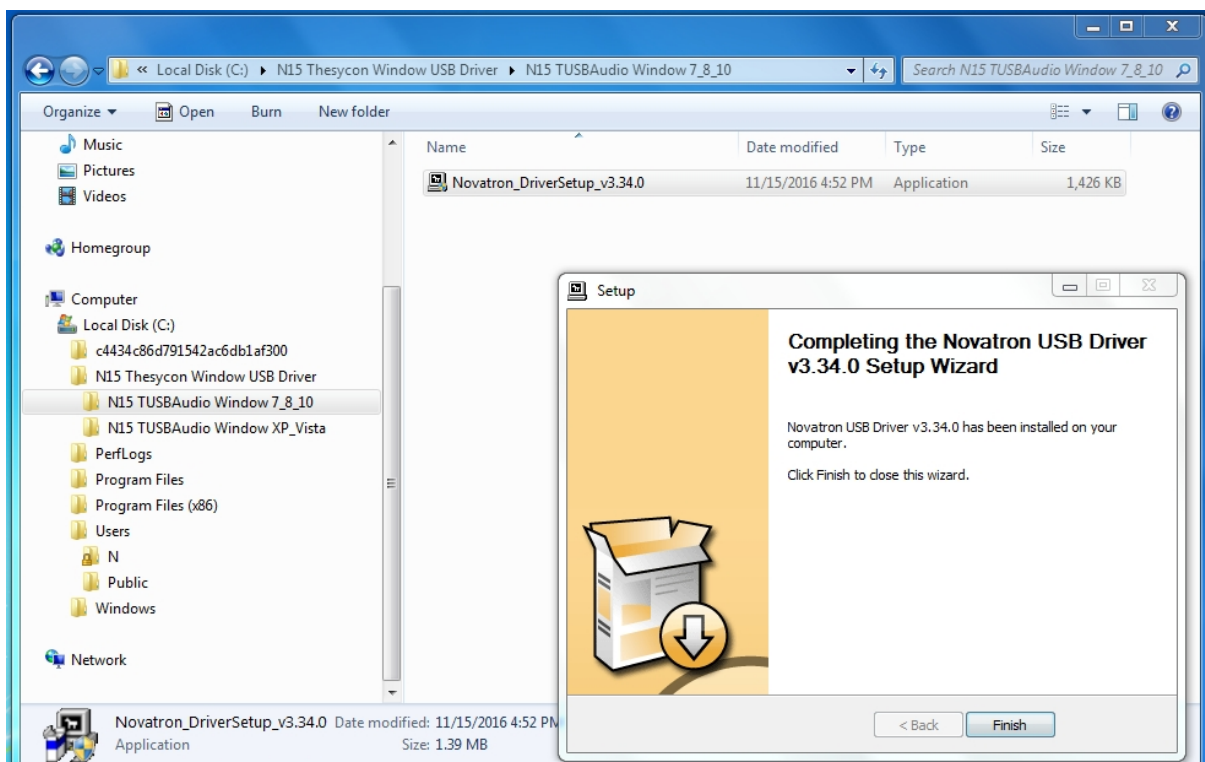 « Local Disk (C:) ▸ N15 Thesycon Window USB Driver ▸ N15 TUSBAudio Window 7_8_10
Search N15 TUSBAudio Window 7_8_10
Organize Open Burn New folder
Music
Pictures
Videos
Homegroup
Computer
Local Disk (C:)
c4434c86d791542ac6db1af300
N15 Thesycon Window USB Driver
N15 TUSBAudio Window 7_8_10
N15 TUSBAudio Window XP_Vista
PerfLogs
Program Files
Program Files (x86)
Users
N
Public
Windows
Network
Name Date modified Type Size
Novatron_DriverSetup_v3.34.0 11/15/2016 4:52 PM Application 1,426 KB
Setup
Completing the Novatron USB Driver
v3.34.0 Setup Wizard
Novatron USB Driver v3.34.0 has been installed on your
computer.
Click Finish to close this wizard.
< Back Finish
Novatron_DriverSetup_v3.34.0 Date modified: 11/15/2016 4:52 PM
Application Size: 1.39 MB